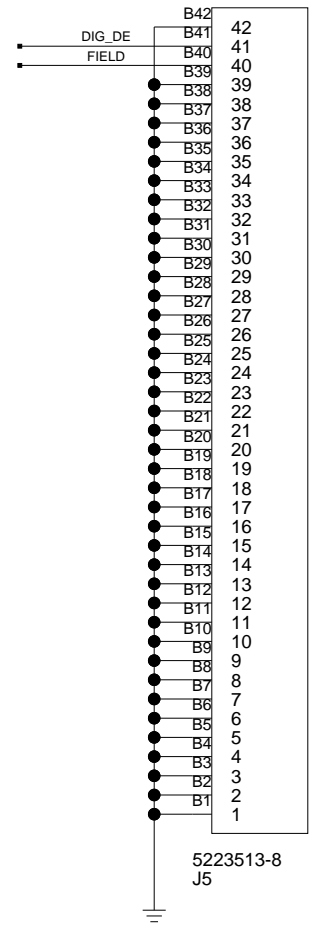 B42
42
B41
DIG_DE
41
B40
FIELD
40
B39
39
B38
38
B37
37
B36
36
B35
35
B34
34
B33
33
B32
32
B31
31
B30
30
B29
29
B28
28
B27
27
B26
26
B25
25
B24
24
B23
23
B22
22
B21
21
B20
20
B19
19
B18
18
B17
17
B16
16
B15
15
B14
14
B13
13
B12
12
B11
11
B10
10
B9
9
B8
8
B7
7
B6
6
B5
5
B4
4
B3
3
B2
2
B1
1
5223513-8
J5